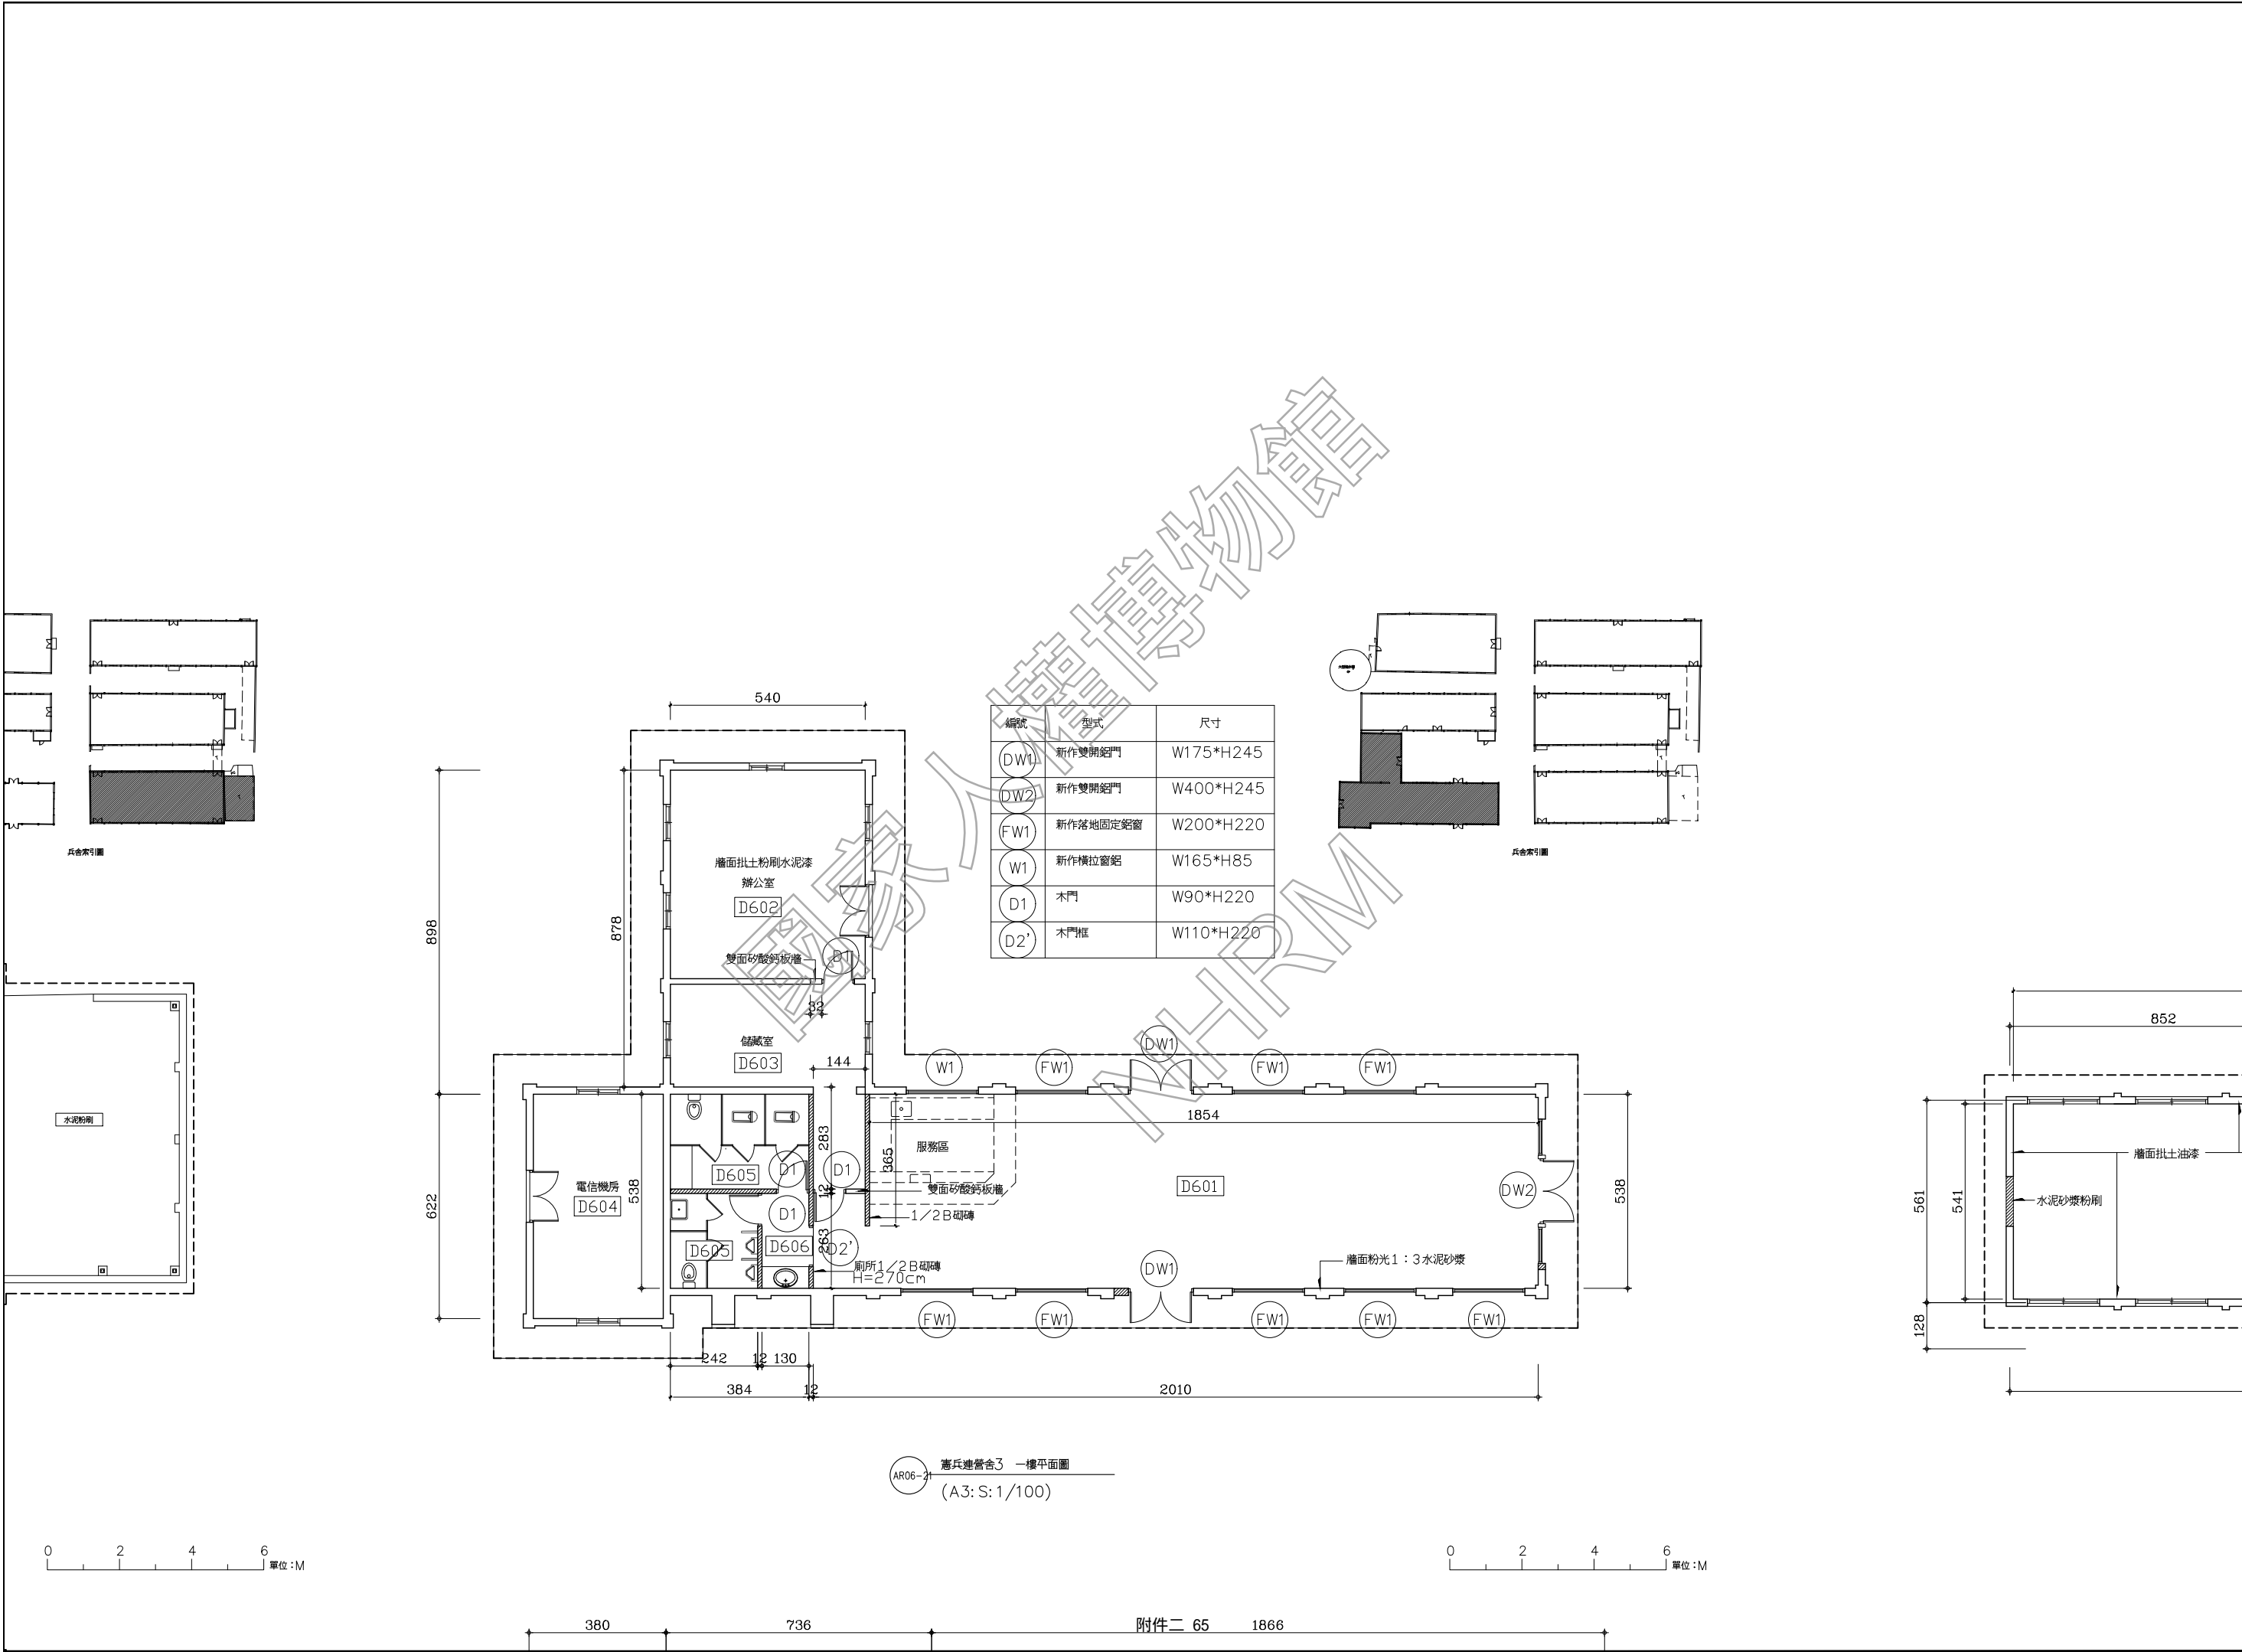 540
編號 型式 尺寸
DW1 新作雙開鋁門 W175*H245
DW2 新作雙開鋁門 W400*H245
FW1 新作落地固定鋁窗 W200*H220
W1 新作橫拉窗鋁 W165*H85
D1 木門 W90*H220
D2' 木門框 W110*H220
國家人權博物館
NHRM
兵舍索引圖
兵舍索引圖
898
878
牆面批土粉刷水泥漆
辦公室
D602
雙面矽酸鈣板牆
D1
32
儲藏室
D603
144
W1
FW1
DW1
FW1
FW1
水泥粉刷
852
1854
服務區
283
365
538
622
電信機房
D604
D605
D1
D1
12
雙面矽酸鈣板牆
D601
DW2
538
1/2B砌磚
D1
D605
D606
263
D2'
廁所1/2B砌磚
H=270cm
DW1
牆面粉光1:3水泥砂漿
FW1
FW1
FW1
FW1
FW1
牆面批土油漆
水泥砂漿粉刷
561
541
128
242
12
130
384
12
2010
AR06-21
憲兵連營舍3 一樓平面圖
(A3:S:1/100)
0 2 4 6 單位:M
0 2 4 6 單位:M
380
736
附件二 65
1866